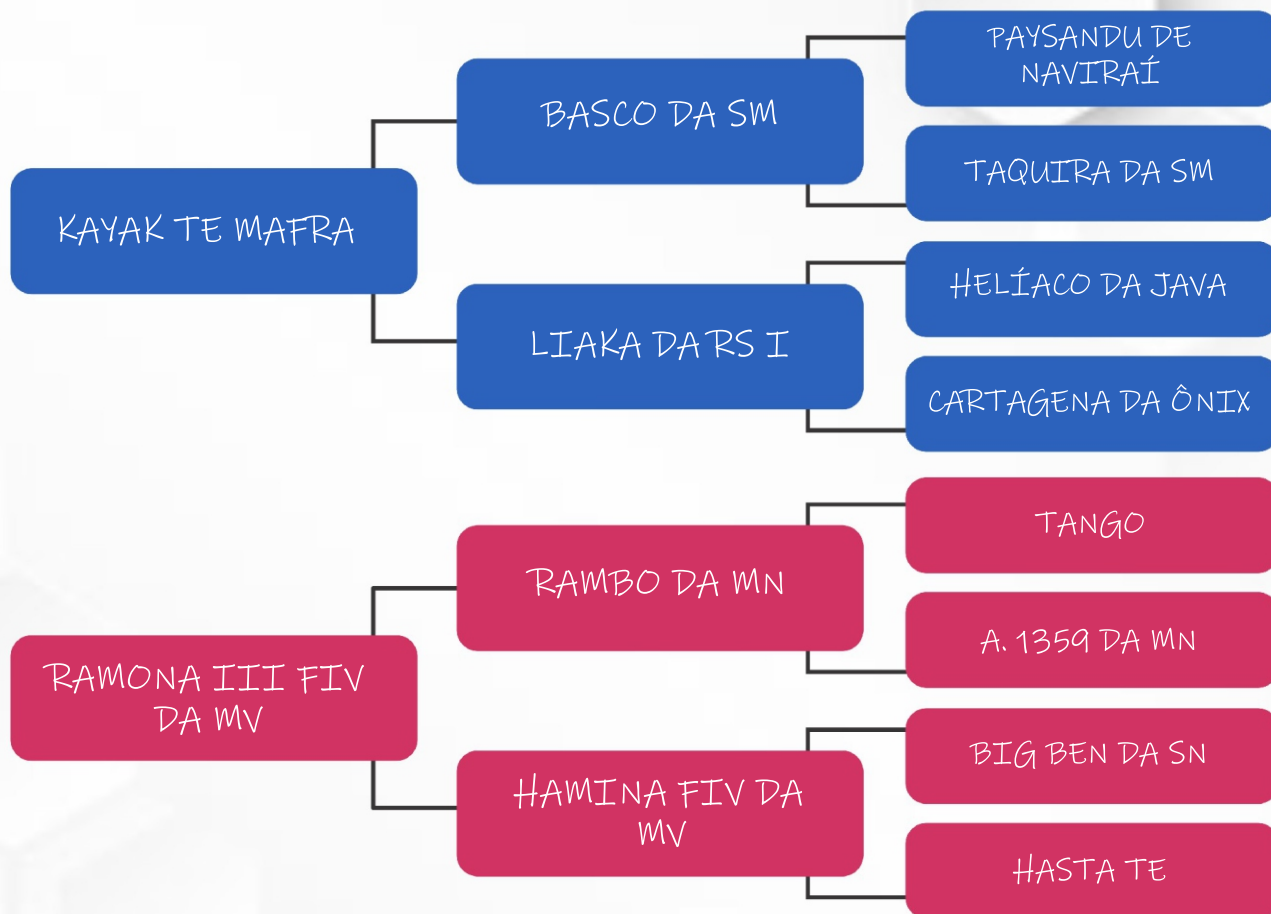 PAYSANDU DE
NAVIRAÍ
BASCO DA SM
TAQUIRA DA SM
KAYAK TE MAFRA
HELÍACO DA JAVA
LIAKA DA RS I
CARTAGENA DA ÔNIX
TANGO
RAMBO DA MN
A. 1359 DA MN
RAMONA III FIV
DA MV
BIG BEN DA SN
HAMINA FIV DA
MV
HASTA TE